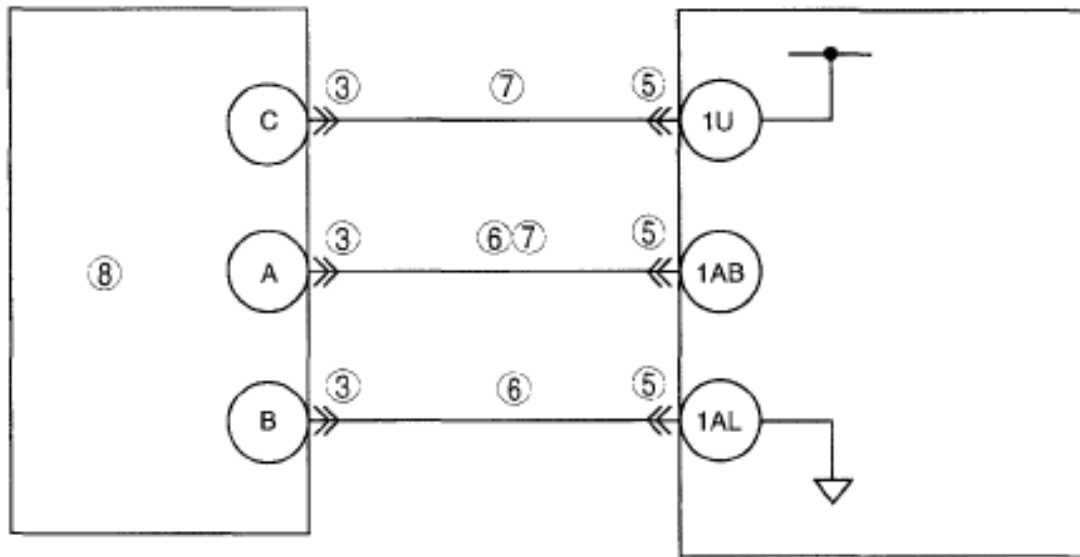 ③ ⑦ ⑤
C 1U
③ ⑥⑦ ⑤
⑧ A 1AB
③ ⑥ ⑤
B 1AL